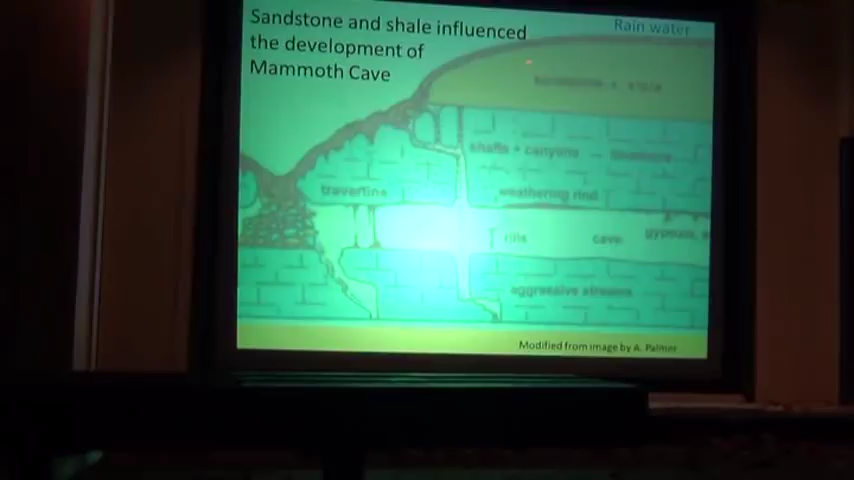 Sandstone and shale influenced
Rain water
the development of
Mammoth Cave
shafts + canyons
travertine
weathering rind
rills
cave
gypsum,
aggressive streams
Modified from image by A. Palmer